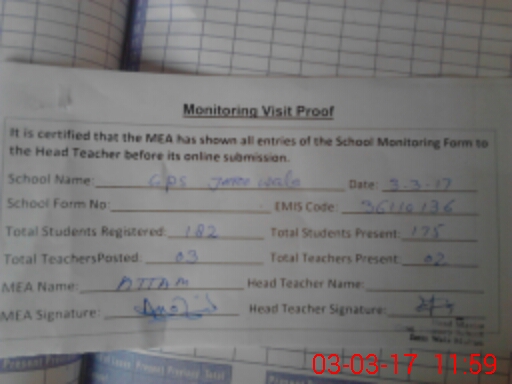 Monitoring Visit Proof
It is certified that the MEA has shown all entries of the School Monitoring Form to
the Head Teacher before its online submission.
School Name: GPS Date: 3-3-17
School Form No: EMIS Code: 36110136
Total Students Registered: 182 Total Students Present: 175
Total TeachersPosted: 03 Total Teachers Present: 02
MEA Name: Head Teacher Name:
MEA Signature: Head Teacher Signature:
03-03-17 11:59